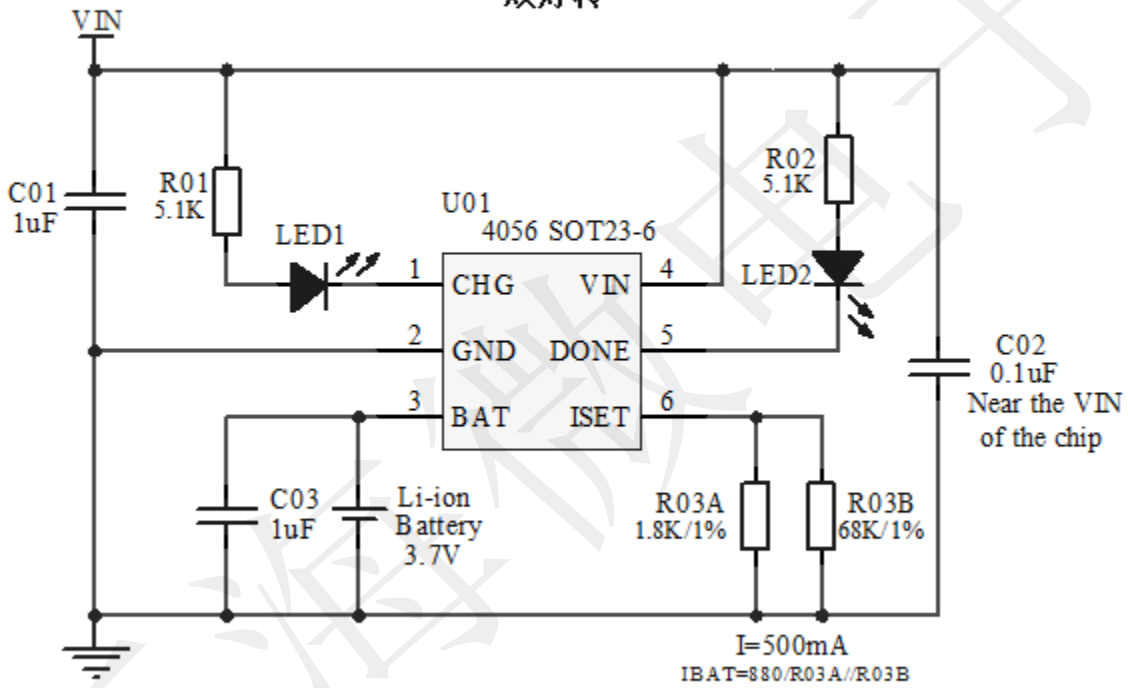 VIN
C01
1uF
R01
5.1K
LED1
U01
4056 SOT23-6
1
CHG
2
GND
3
BAT
VIN
4
DONE
5
ISET
6
R02
5.1K
LED2
C02
0.1uF
Near the VIN
of the chip
C03
1uF
Li-ion
Battery
3.7V
R03A
1.8K/1%
R03B
68K/1%
I=500mA
IBAT=880/R03A//R03B